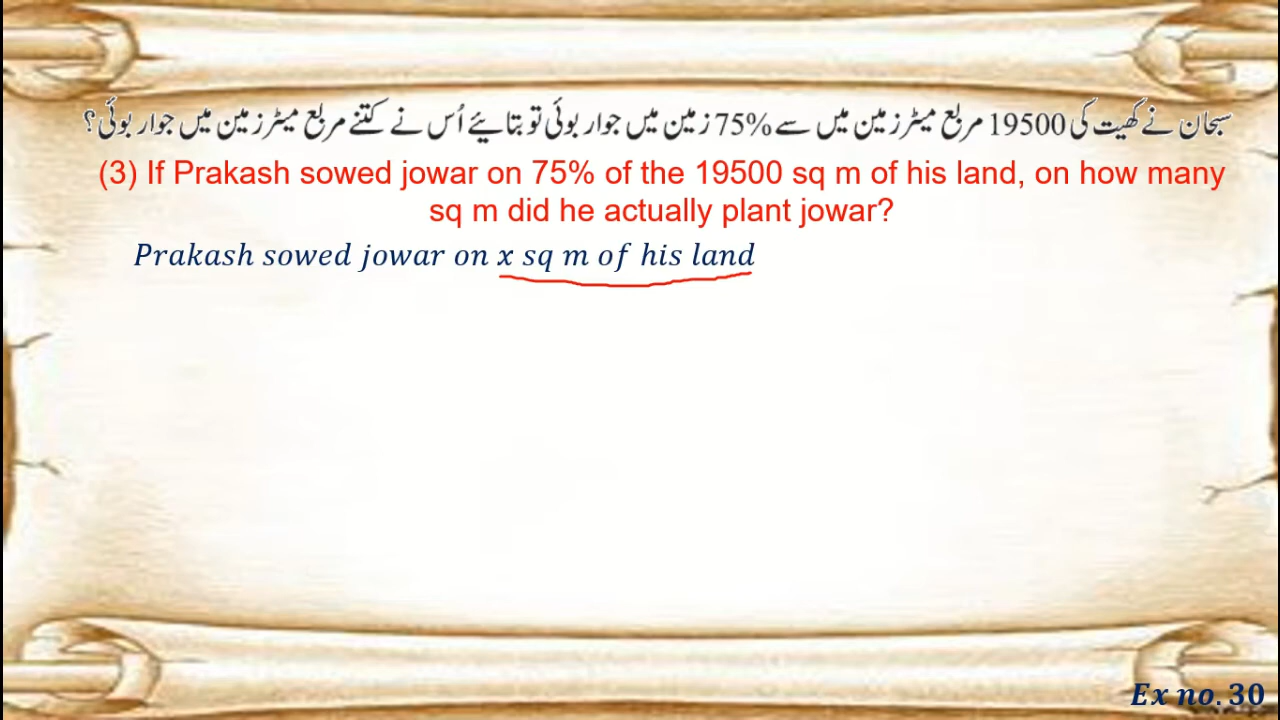 سبحان نے کھیت کی 19500 مربع میٹر زمین میں سے %75 زمین میں جوار بوئی تو بتایئے اُس نے کتنے مربع میٹر زمین میں جوار بوئی؟
(3) If Prakash sowed jowar on 75% of the 19500 sq m of his land, on how many
sq m did he actually plant jowar?
Prakash sowed jowar on x sq m of his land
Ex no. 30